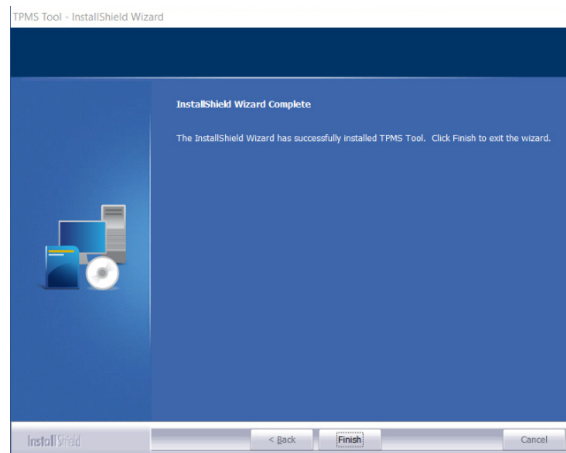 TPMS Tool - InstallShield Wizard
InstallShield Wizard Complete
The InstallShield Wizard has successfully installed TPMS Tool. Click Finish to exit the wizard.
InstallShield
< Back
Finish
Cancel